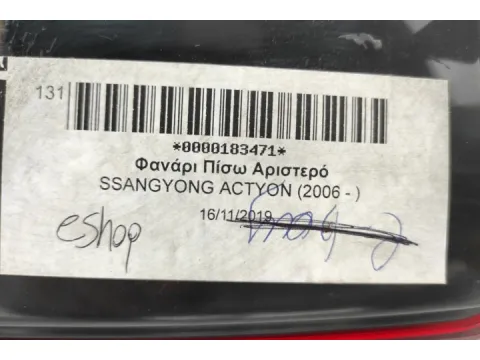 131
*0000183471*
Φανάρι Πίσω Αριστερό
SSANGYONG ACTYON (2006 - )
16/11/2019
eshop